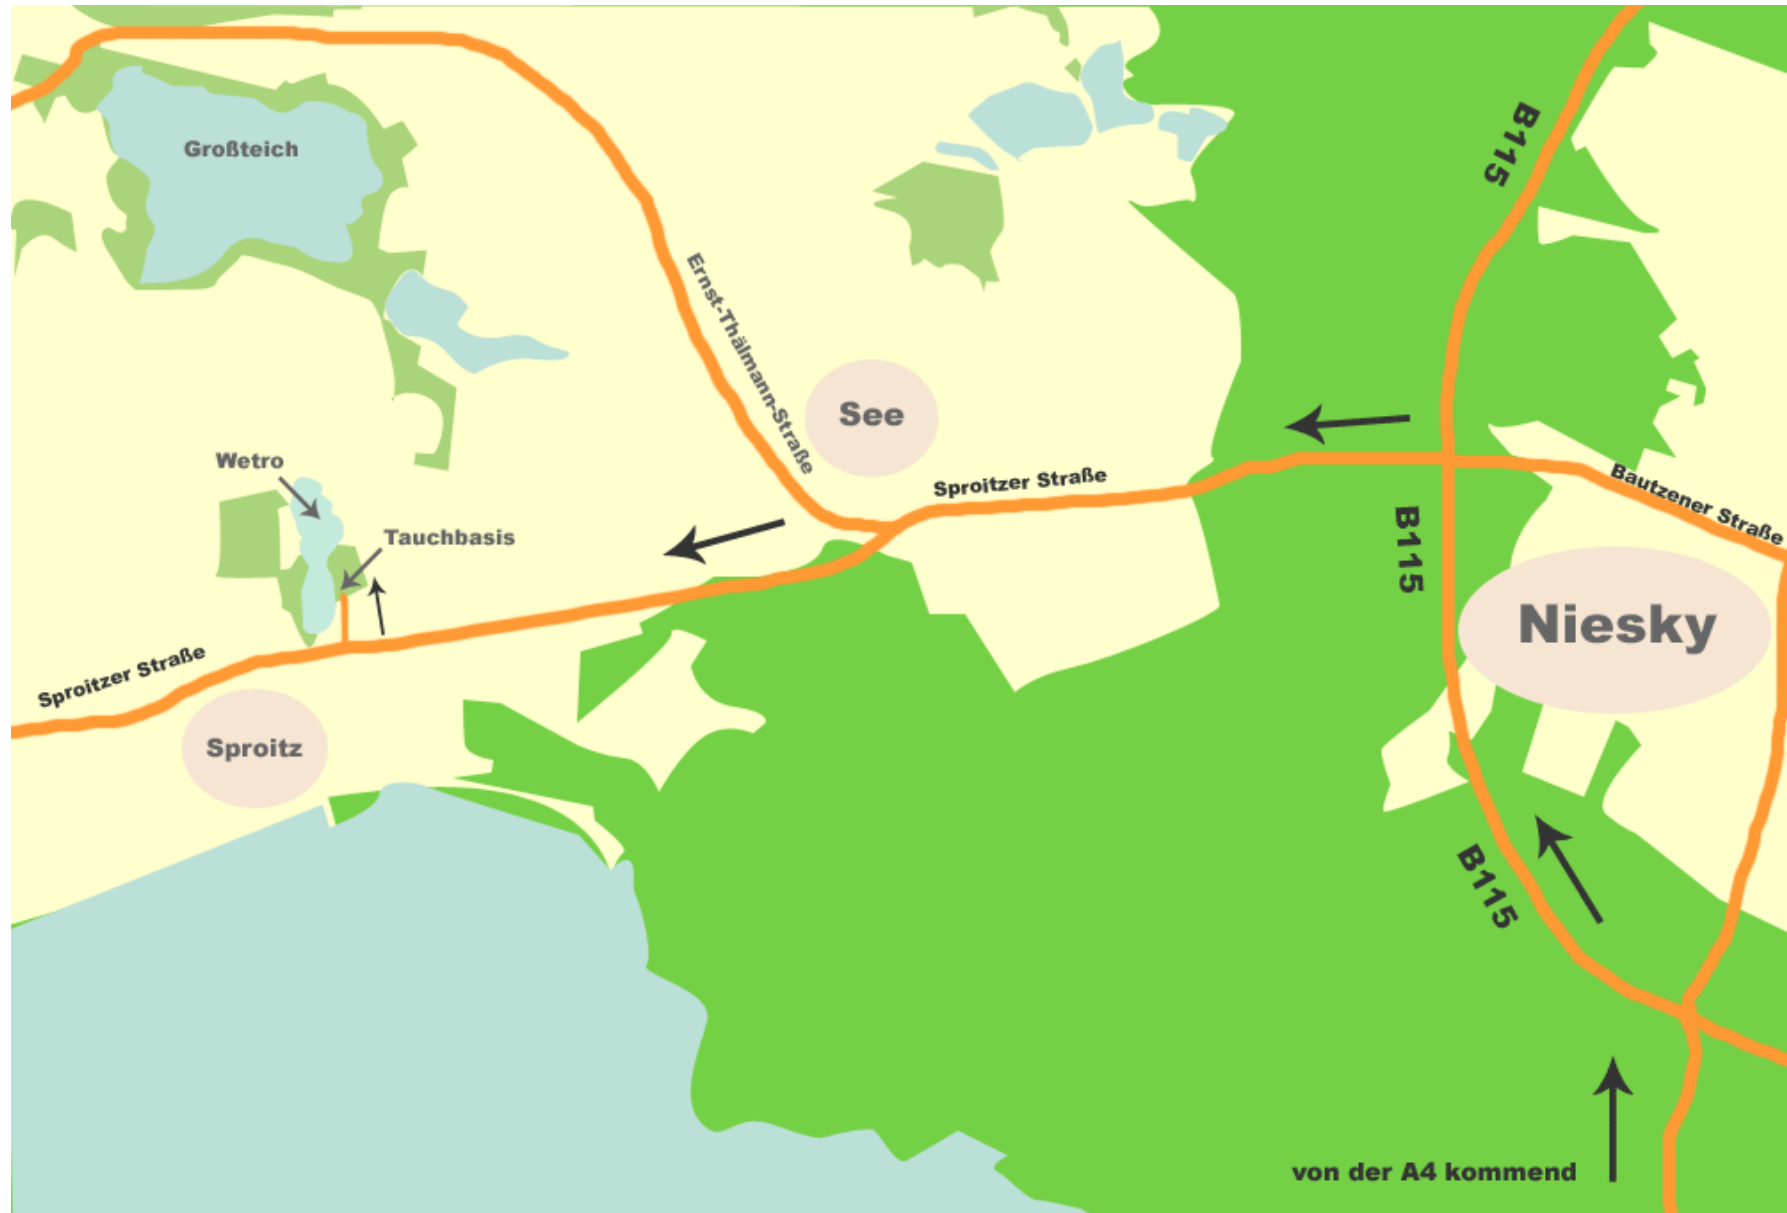 B115
Großteich
Ernst-Thälmann-Straße
See
Wetro
Sproitzer Straße
Bautzener Straße
Tauchbasis
B115
Niesky
Sproitzer Straße
Sproitz
B115
von der A4 kommend